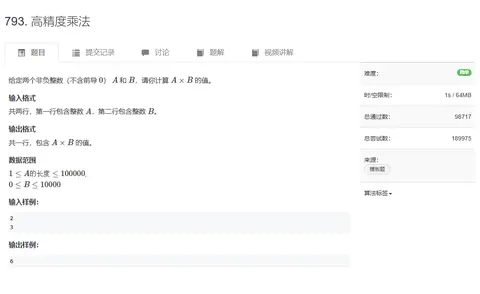 793. 高精度乘法
题目 提交记录 讨论 题解 视频讲解
给定两个非负整数（不含前导 0） A 和 B，请你计算 A × B 的值。
输入格式
共两行，第一行包含整数 A，第二行包含整数 B。
输出格式
共一行，包含 A × B 的值。
数据范围
1 ≤ A的长度 ≤ 100000,
0 ≤ B ≤ 10000
输入样例：
2
3
输出样例：
6
难度： 简单
时/空限制： 1s / 64MB
总通过数： 98717
总尝试数： 189975
来源：
模板题
算法标签